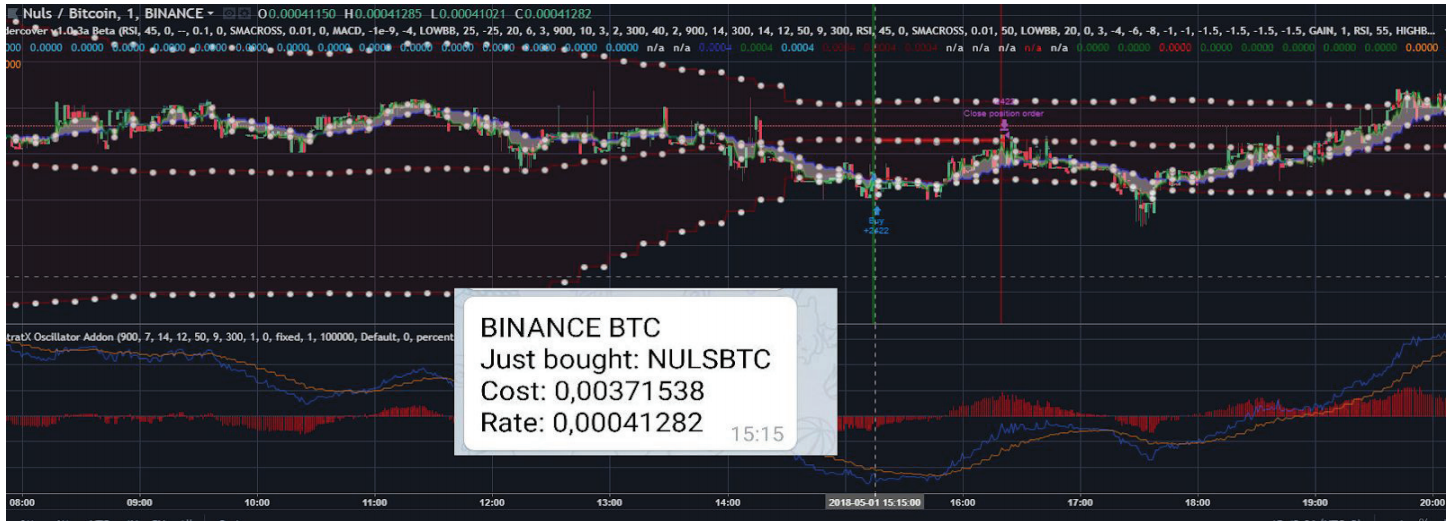 Nuls / Bitcoin, 1, BINANCE O0.00041150 H0.00041285 L0.00041021 C0.00041282
dercover v1.0.3a Beta (RSI, 45, 0, –, 0.1, 0, SMACROSS, 0.01, 0, MACD, -1e-9, -4, LOWBB, 25, -25, 20, 6, 3, 900, 10, 3, 2, 300, 40, 2, 900, 14, 300, 14, 12, 50, 9, 300, RSI, 45, 0, SMACROSS, 0.01, 50, LOWBB, 20, 0, 3, -4, -6, -8, -1, -1, -1.5, -1.5, -1.5, -1.5, GAIN, 1, RSI, 55, HIGHB...
000 0.0000 0.0000 0.0000 0.0000 0.0000 0.0000 0.0000 0.0000 0.0000 0.0000 0.0000 0.0000 0.0000 0.0000 0.0000 n/a n/a 0.0004 0.0004 0.0004 0.0004 0.0004 0.0004 n/a n/a n/a n/a n/a 0.0000 0.0000 0.0000 0.0000 0.0000 0.0000 0.0000 0.0000 0.0000
000
Close position order
Buy
+2422
tratX Oscillator Addon (900, 7, 14, 12, 50, 9, 300, 1, 0, fixed, 1, 100000, Default, 0, percent
BINANCE BTC
Just bought: NULSBTC
Cost: 0,00371538
Rate: 0,00041282
15:15
08:00 09:00 10:00 11:00 12:00 13:00 14:00 2018-05-01 15:15:00 16:00 17:00 18:00 19:00 20:00